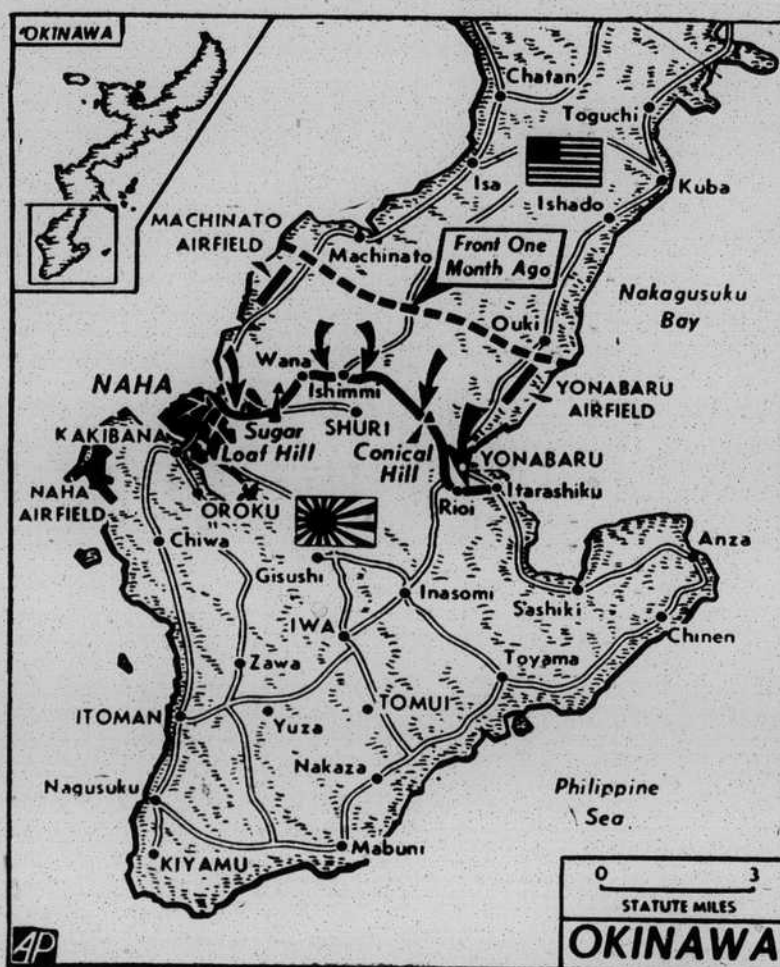 OKINAWA
Chatan
Toguchi
Isa
Kuba
Ishado
MACHINATO
AIRFIELD
Machinato
Front One
Month Ago
Nakagusuku
Bay
Ouki
Wana
Ishimmi
NAHA
YONABARU
AIRFIELD
Sugar
Loaf Hill
SHURI
Conical
Hill
KAKIBANA
YONABARU
Itarashiku
Rioi
NAHA
AIRFIELD
OROKU
Chiwa
Anza
Gisushi
Inasomi
Sashiki
Chinen
IWA
Zawa
Toyama
ITOMAN
Yuza
TOMUI
Nakaza
Nagusuku
Philippine
Sea
Mabuni
KIYAMU
0 3
STATUTE MILES
OKINAWA
AP